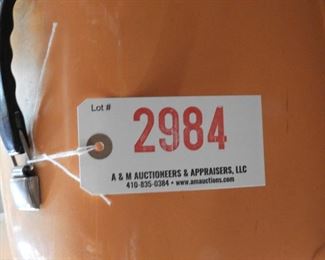 Lot #
2984
A & M AUCTIONEERS & APPRAISERS, LLC
410-835-0384 • www.amauctions.com